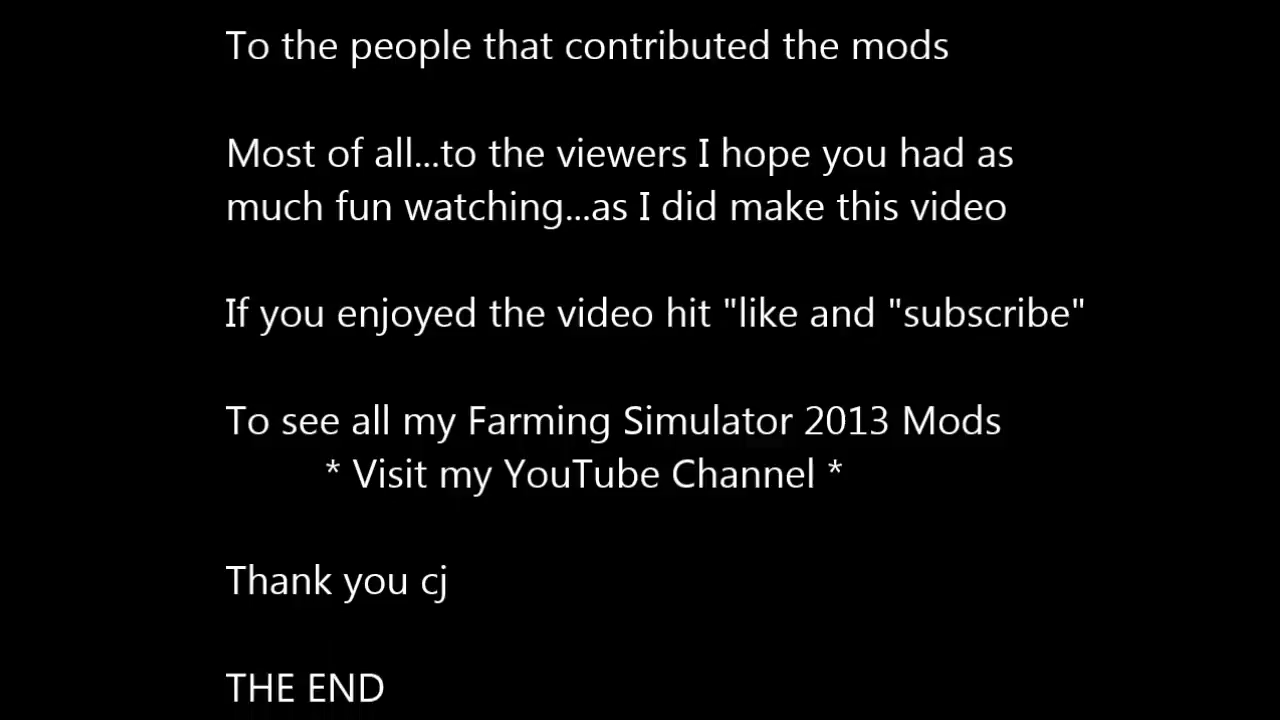 To the people that contributed the mods
Most of all...to the viewers I hope you had as
much fun watching...as I did make this video
If you enjoyed the video hit "like and "subscribe"
To see all my Farming Simulator 2013 Mods
* Visit my YouTube Channel *
Thank you cj
THE END